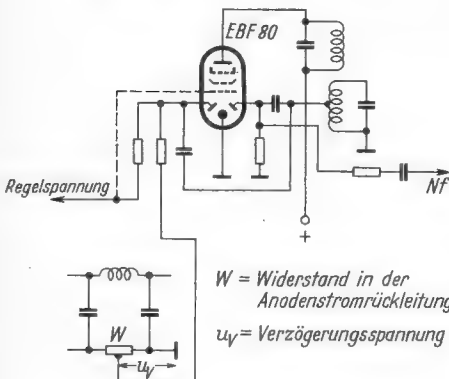 EBF 80
Regelspannung
Nf
+
W
u_V
W = Widerstand in der
Anodenstromrückleitung
u_V = Verzögerungsspannung